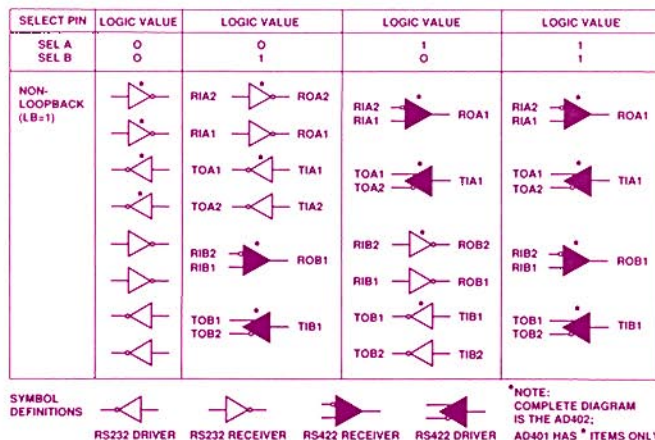 SELECT PIN LOGIC VALUE LOGIC VALUE LOGIC VALUE LOGIC VALUE
SEL A 0 0 1 1
SEL B 0 1 0 1
NON-
LOOPBACK
(LB=1)
*
*
*
*
RIA2 * ROA2
RIA1 ROA1
TOA1 * TIA1
TOA2 TIA2
RIB2 *
RIB1 ROB1
TOB1 *
TOB2 TIB1
RIA2 *
RIA1 ROA1
TOA1 *
TOA2 TIA1
RIB2 * ROB2
RIB1 ROB1
TOB1 * TIB1
TOB2 TIB2
RIA2 *
RIA1 ROA1
TOA1 *
TOA2 TIA1
RIB2 *
RIB1 ROB1
TOB1 *
TOB2 TIB1
SYMBOL
DEFINITIONS
RS232 DRIVER RS232 RECEIVER RS422 RECEIVER RS422 DRIVER
*NOTE:
COMPLETE DIAGRAM
IS THE AD402;
AD401 HAS * ITEMS ONLY